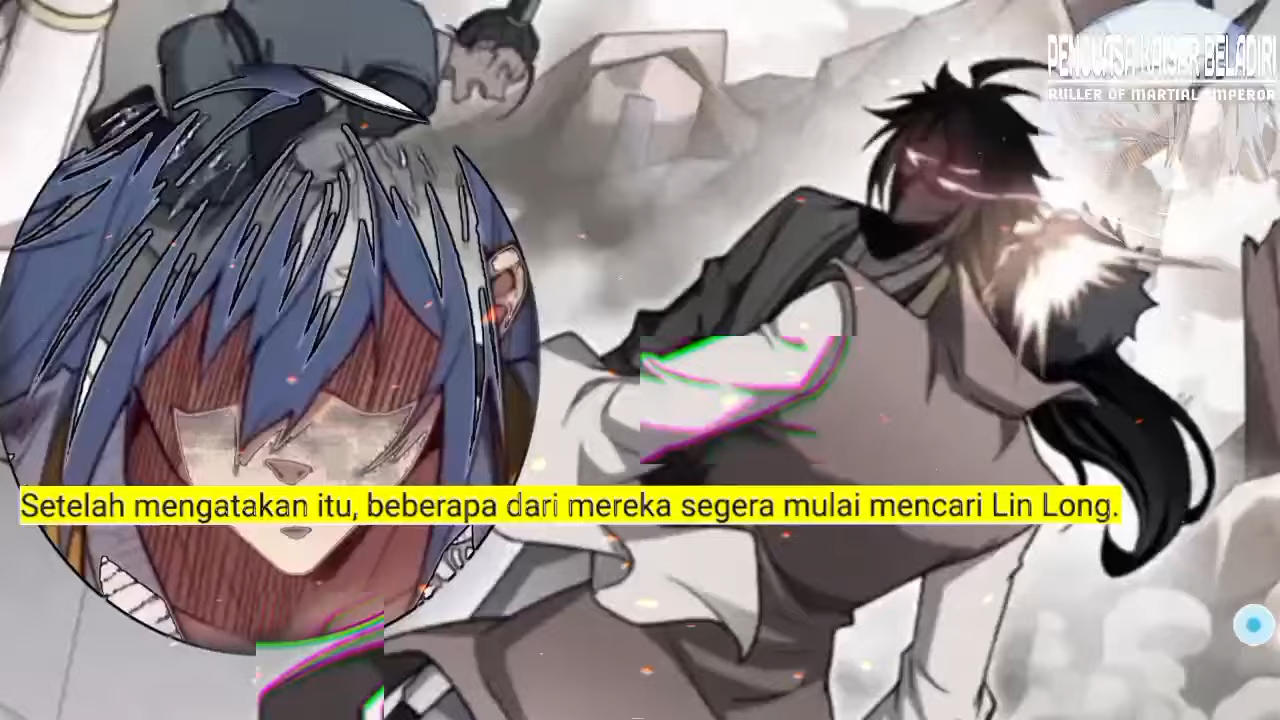 PENGUASA KAISAR BELADIRI
RULLER OF MARTIAL EMPEROR
Setelah mengatakan itu, beberapa dari mereka segera mulai mencari Lin Long.